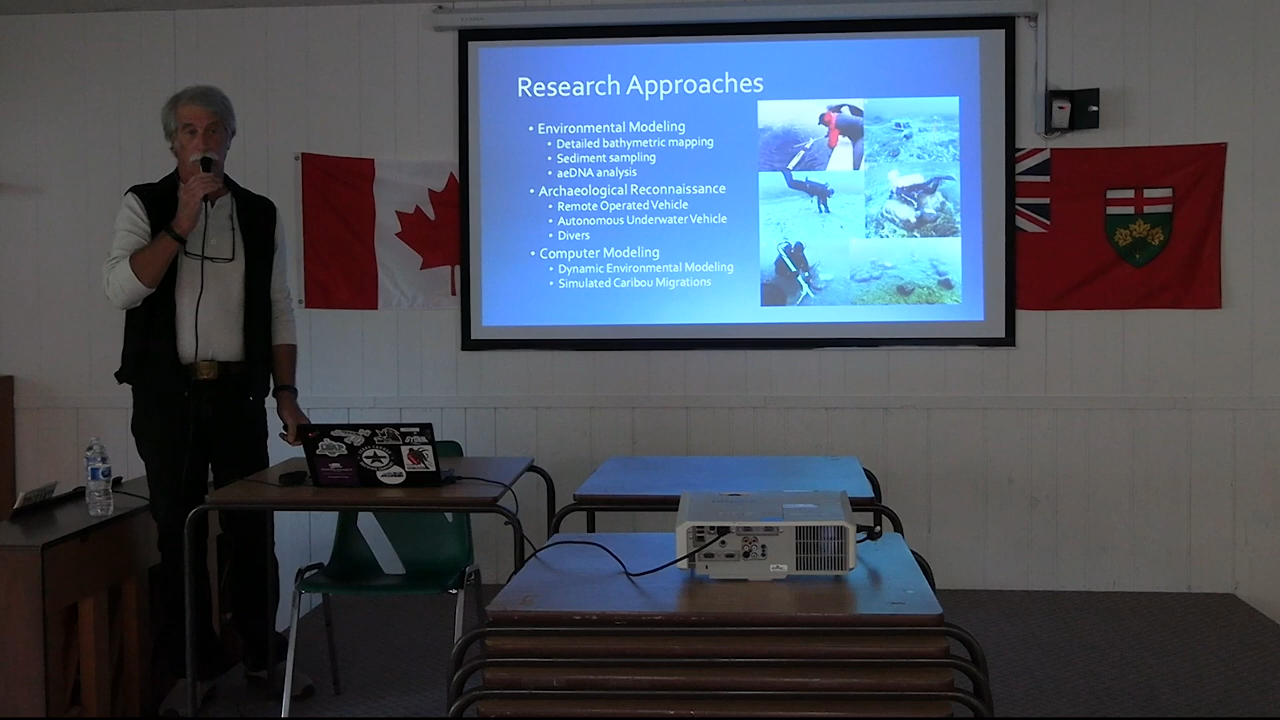 Research Approaches
• Environmental Modeling
• Detailed bathymetric mapping
• Sediment sampling
• aeDNA analysis
• Archaeological Reconnaissance
• Remote Operated Vehicle
• Autonomous Underwater Vehicle
• Divers
• Computer Modeling
• Dynamic Environmental Modeling
• Simulated Caribou Migrations